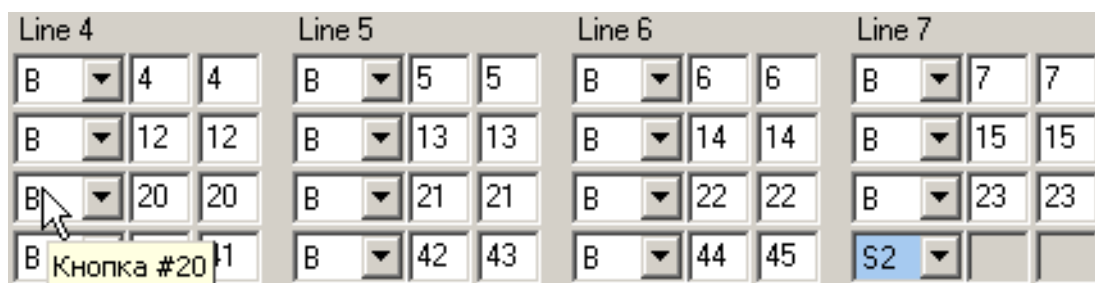 Line 4 Line 5 Line 6 Line 7
B 4 4 B 5 5 B 6 6 B 7 7
B 12 12 B 13 13 B 14 14 B 15 15
B 20 20 B 21 21 B 22 22 B 23 23
B 41 B 42 43 B 44 45 S2
Кнопка #20